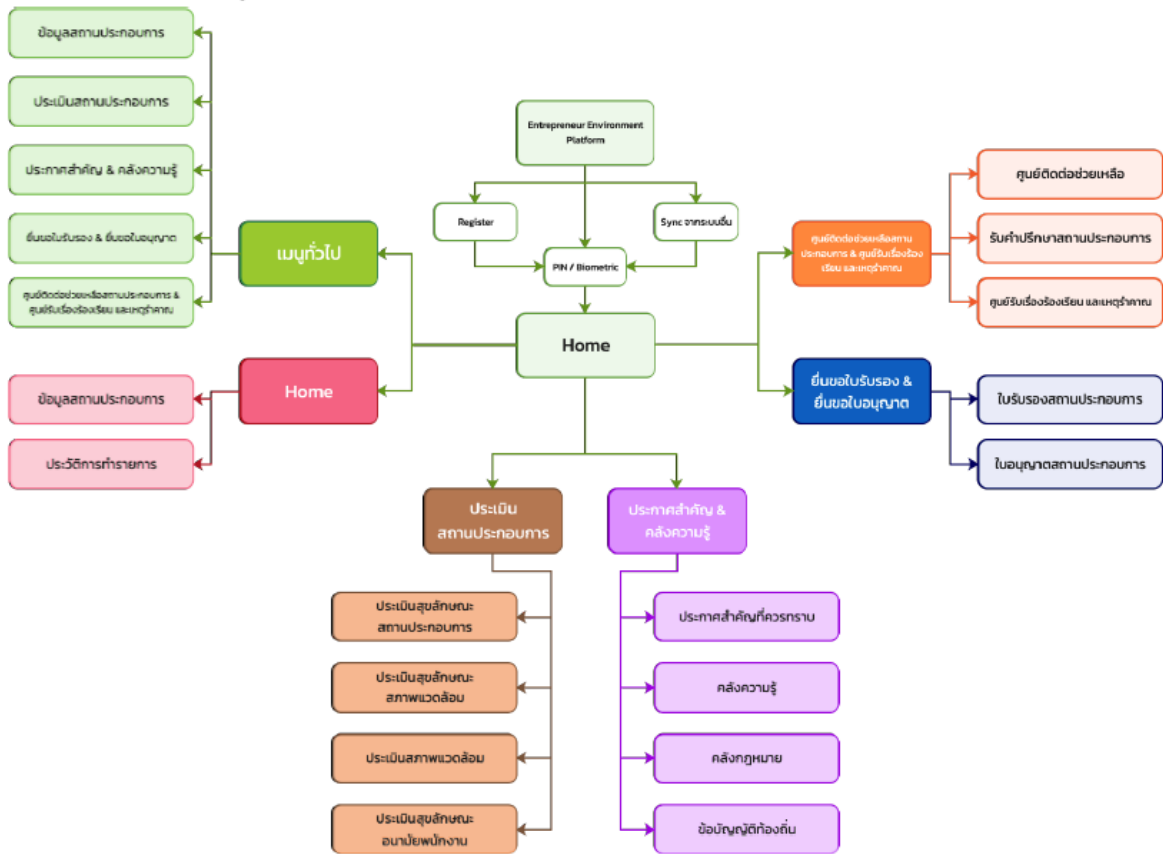 Entrepreneur Environment
Platform
Register
Sync จากระบบอื่น
PIN / Biometric
Home
เมนูทั่วไป
ข้อมูลสถานประกอบการ
ประเมินสถานประกอบการ
ประกาศสำคัญ & คลังความรู้
ยื่นขอใบรับรอง & ยื่นขอใบอนุญาต
ศูนย์ติดต่อช่วยเหลือสถานประกอบการ &
ศูนย์รับเรื่องร้องเรียน และเหตุรำคาญ
Home
ข้อมูลสถานประกอบการ
ประวัติการทำรายการ
ประเมิน
สถานประกอบการ
ประเมินสุขลักษณะ
สถานประกอบการ
ประเมินสุขลักษณะ
สภาพแวดล้อม
ประเมินสภาพแวดล้อม
ประเมินสุขลักษณะ
อนามัยพนักงาน
ประกาศสำคัญ &
คลังความรู้
ประกาศสำคัญที่ควรทราบ
คลังความรู้
คลังกฎหมาย
ข้อบัญญัติท้องถิ่น
ศูนย์ติดต่อช่วยเหลือสถาน
ประกอบการ & ศูนย์รับเรื่องร้อง
เรียน และเหตุรำคาญ
ศูนย์ติดต่อช่วยเหลือ
รับคำปรึกษาสถานประกอบการ
ศูนย์รับเรื่องร้องเรียน และเหตุรำคาญ
ยื่นขอใบรับรอง &
ยื่นขอใบอนุญาต
ใบรับรองสถานประกอบการ
ใบอนุญาตสถานประกอบการ